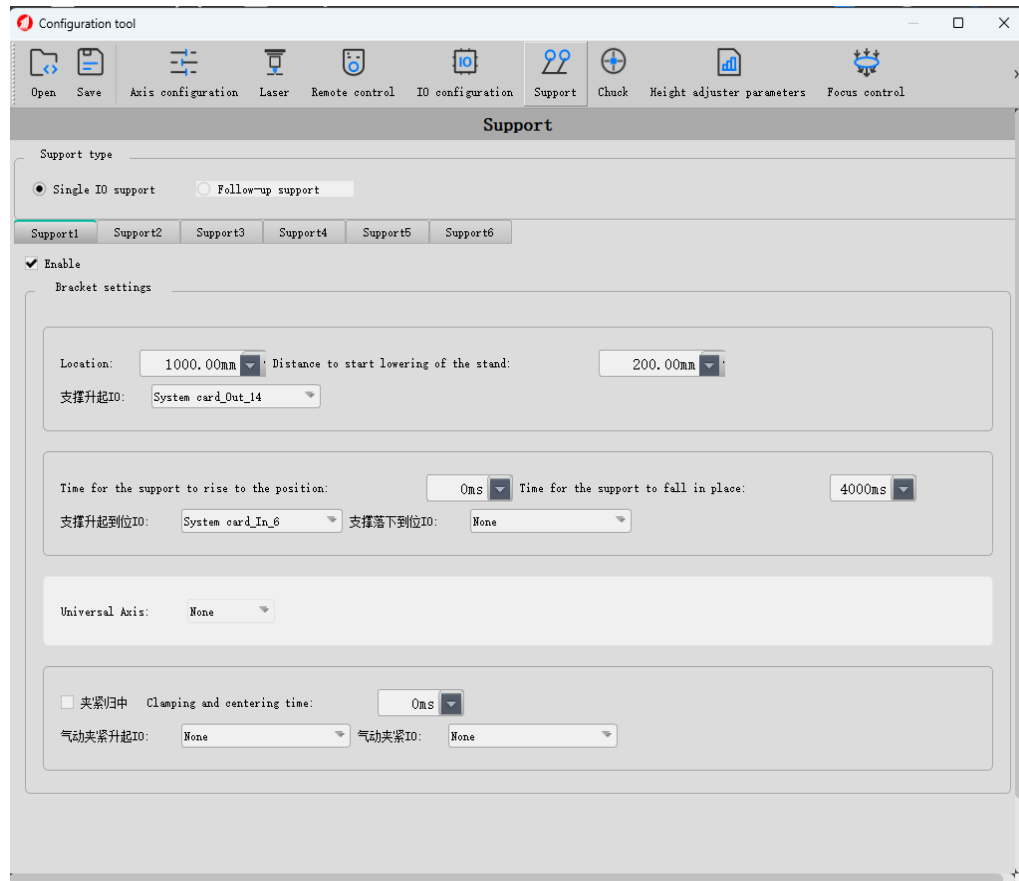 Configuration tool
Open Save Axis configuration Laser Remote control IO configuration Support Chuck Height adjuster parameters Focus control
Support
Support type
Single IO support Follow-up support
Support1 Support2 Support3 Support4 Support5 Support6
Enable
Bracket settings
Location: 1000.00mm Distance to start lowering of the stand: 200.00mm
支撑升起IO: System card_Out_14
Time for the support to rise to the position: 0ms Time for the support to fall in place: 4000ms
支撑升起到位IO: System card_In_6 支撑落下到位IO: None
Universal Axis: None
夹紧归中 Clamping and centering time: 0ms
气动夹紧升起IO: None 气动夹紧IO: None